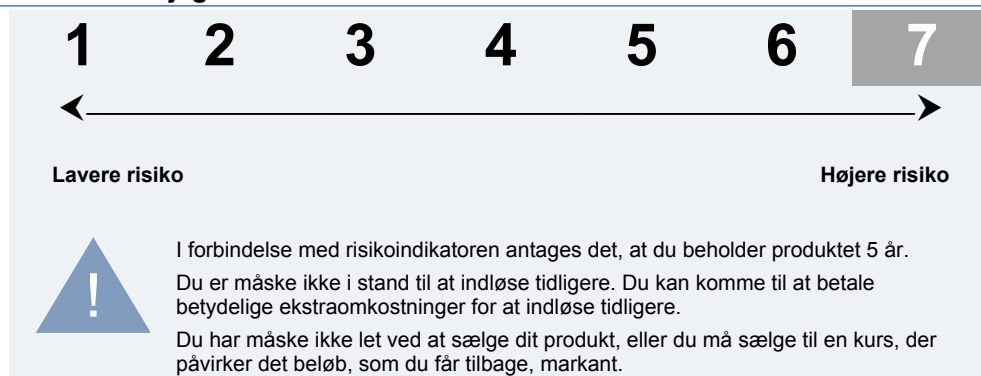 1 2 3 4 5 6 7
Lavere risiko Højere risiko
!
I forbindelse med risikoindikatoren antages det, at du beholder produktet 5 år.
Du er måske ikke i stand til at indløse tidligere. Du kan komme til at betale
betydelige ekstraomkostninger for at indløse tidligere.
Du har måske ikke let ved at sælge dit produkt, eller du må sælge til en kurs, der
påvirker det beløb, som du får tilbage, markant.